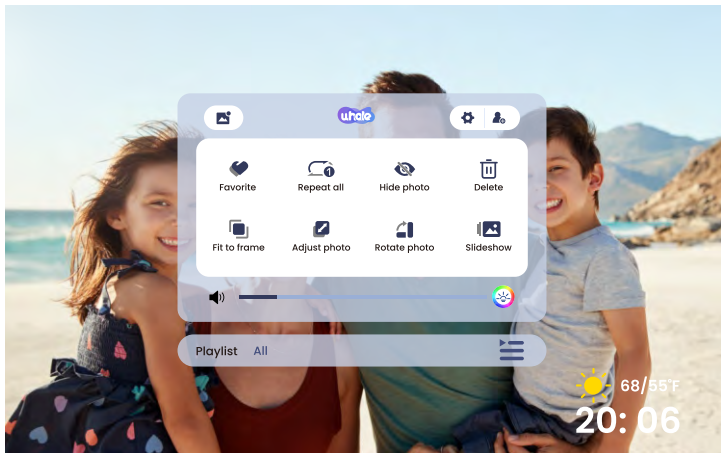 uhale
Favorite Repeat all Hide photo Delete
Fit to frame Adjust photo Rotate photo Slideshow
Playlist All
68/55°F
20: 06